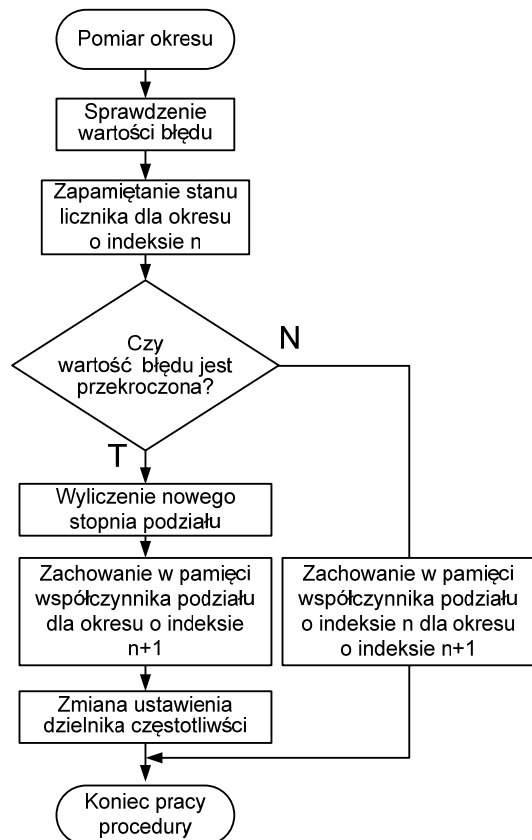 Pomiar okresu
Sprawdzenie
wartości błędu
Zapamiętanie stanu
licznika dla okresu
o indeksie n
Czy
wartość błędu jest
przekroczona?
N
T
Wyliczenie nowego
stopnia podziału
Zachowanie w pamięci
współczynnika podziału
dla okresu o indeksie
n+1
Zachowanie w pamięci
współczynnika podziału
o indeksie n dla okresu
o indeksie n+1
Zmiana ustawienia
dzielnika częstotliwści
Koniec pracy
procedury